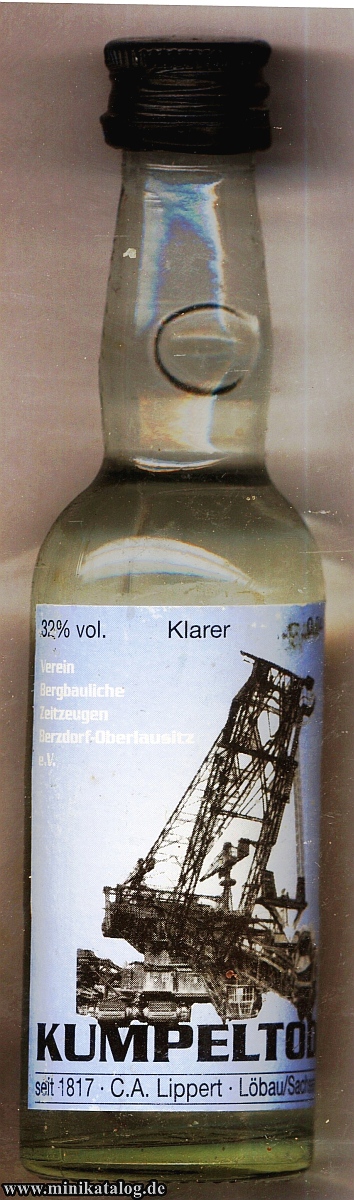 32% vol. Klarer
Verein
Bergbauliche
Zeitzeugen
Berzdorf-Oberlausitz
e.V.
KUMPELTOD
seit 1817 · C.A. Lippert · Löbau/Sachsen
www.minikatalog.de